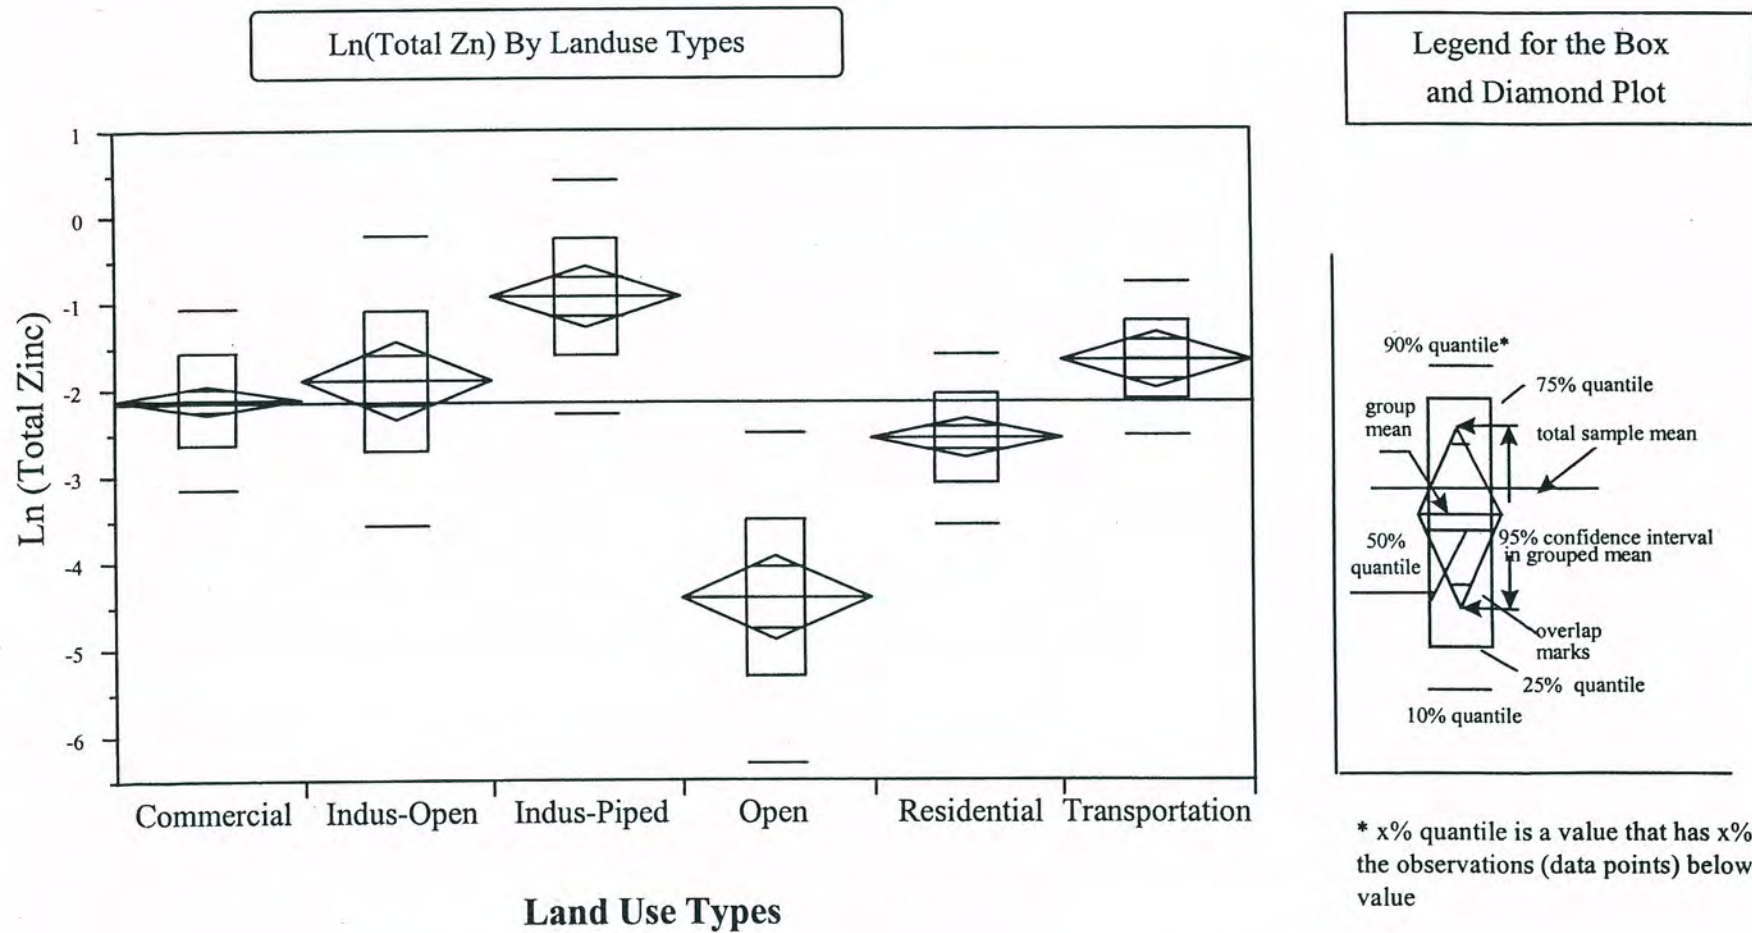 Ln(Total Zn) By Landuse Types
Ln (Total Zinc)
1
0
-1
-2
-3
-4
-5
-6
Commercial
Indus-Open
Indus-Piped
Open
Residential
Transportation
Land Use Types
Legend for the Box
and Diamond Plot
90% quantile*
75% quantile
group
mean
total sample mean
50%
quantile
95% confidence interval
in grouped mean
overlap
marks
25% quantile
10% quantile
* x% quantile is a value that has x%
the observations (data points) below
value